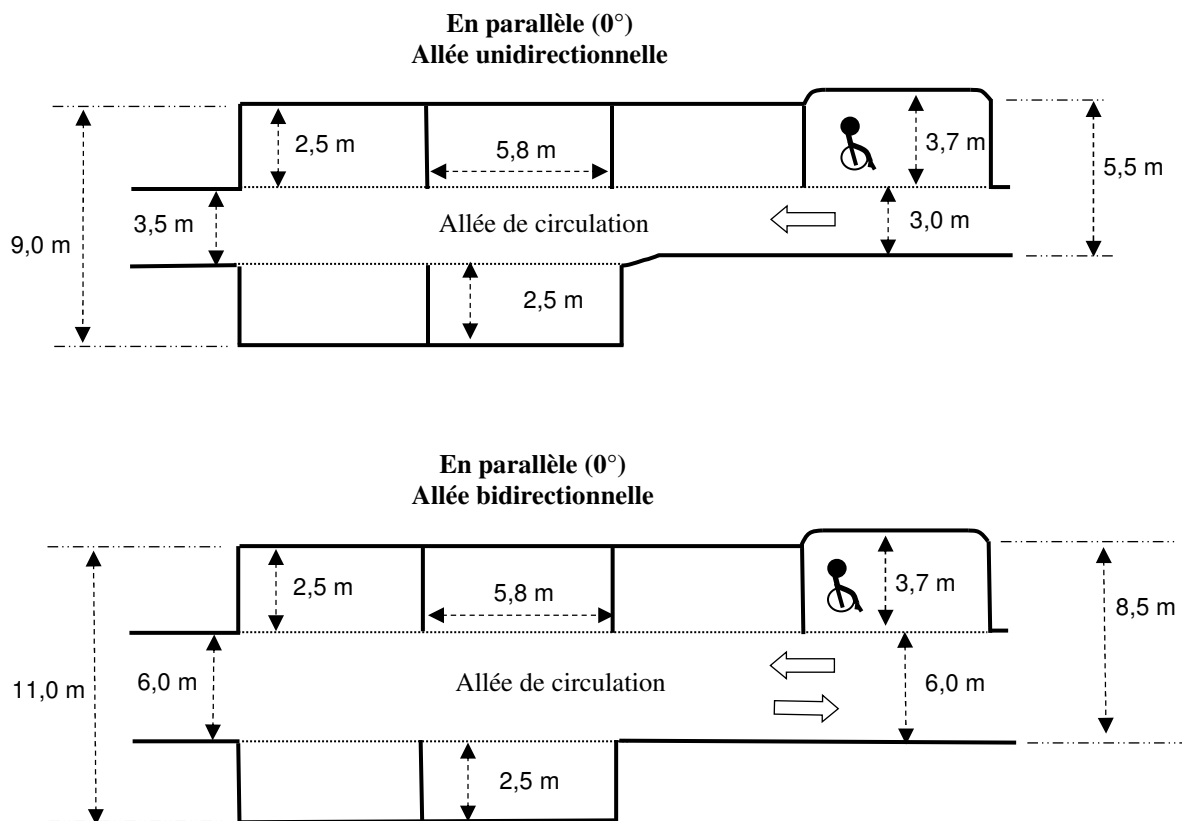 En parallèle (0°)
Allée unidirectionnelle
2,5 m
5,8 m
3,7 m
5,5 m
9,0 m
3,5 m
Allée de circulation
3,0 m
2,5 m
En parallèle (0°)
Allée bidirectionnelle
2,5 m
5,8 m
3,7 m
8,5 m
11,0 m
6,0 m
Allée de circulation
6,0 m
2,5 m